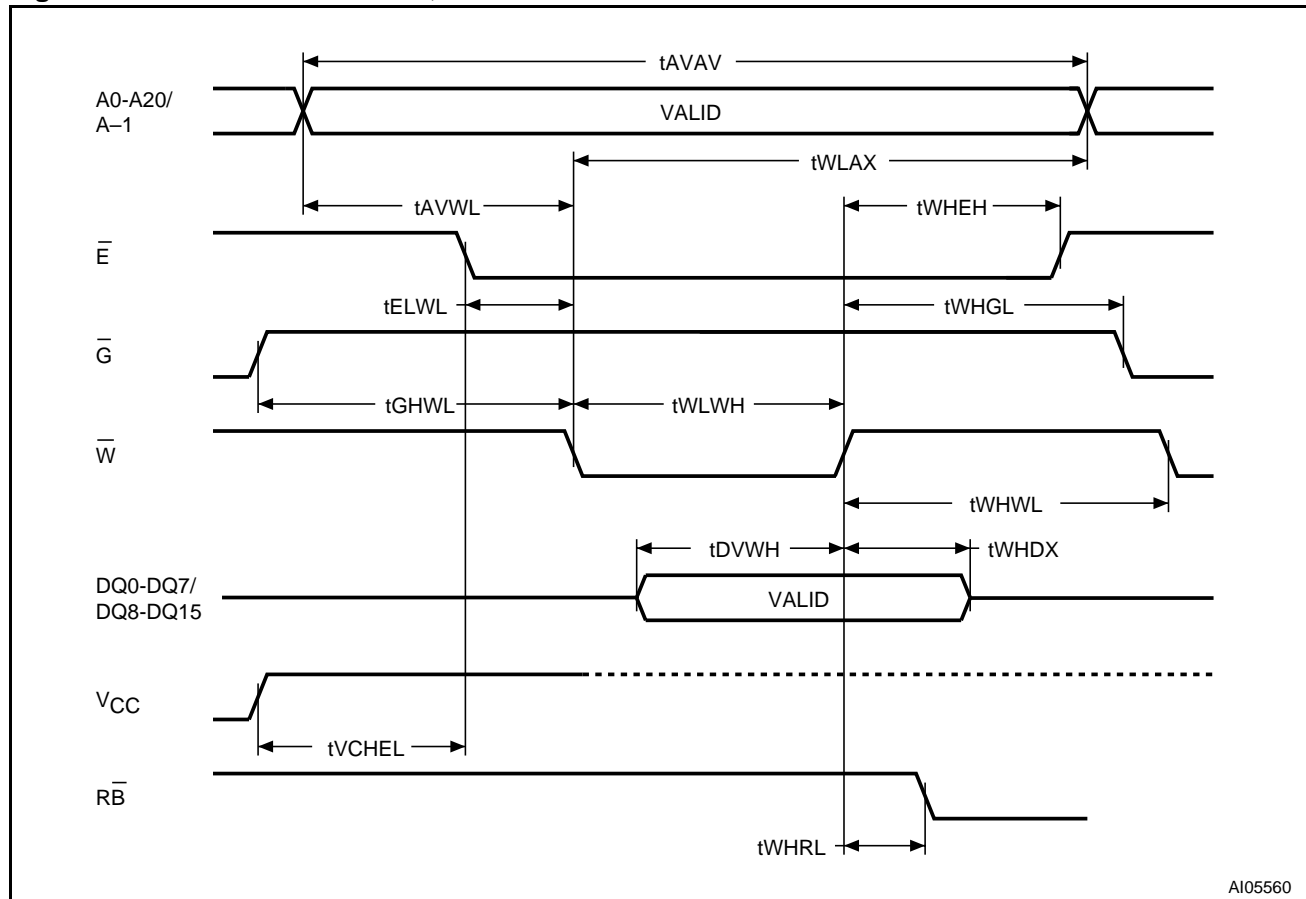 tAVAV
A0-A20/
A–1
VALID
tWLAX
tAVWL
tWHEH
E̅
tELWL
tWHGL
G̅
tGHWL
tWLWH
W̅
tWHWL
tDVWH
tWHDX
DQ0-DQ7/
DQ8-DQ15
VALID
VCC
tVCHEL
RB̅
tWHRL
AI05560